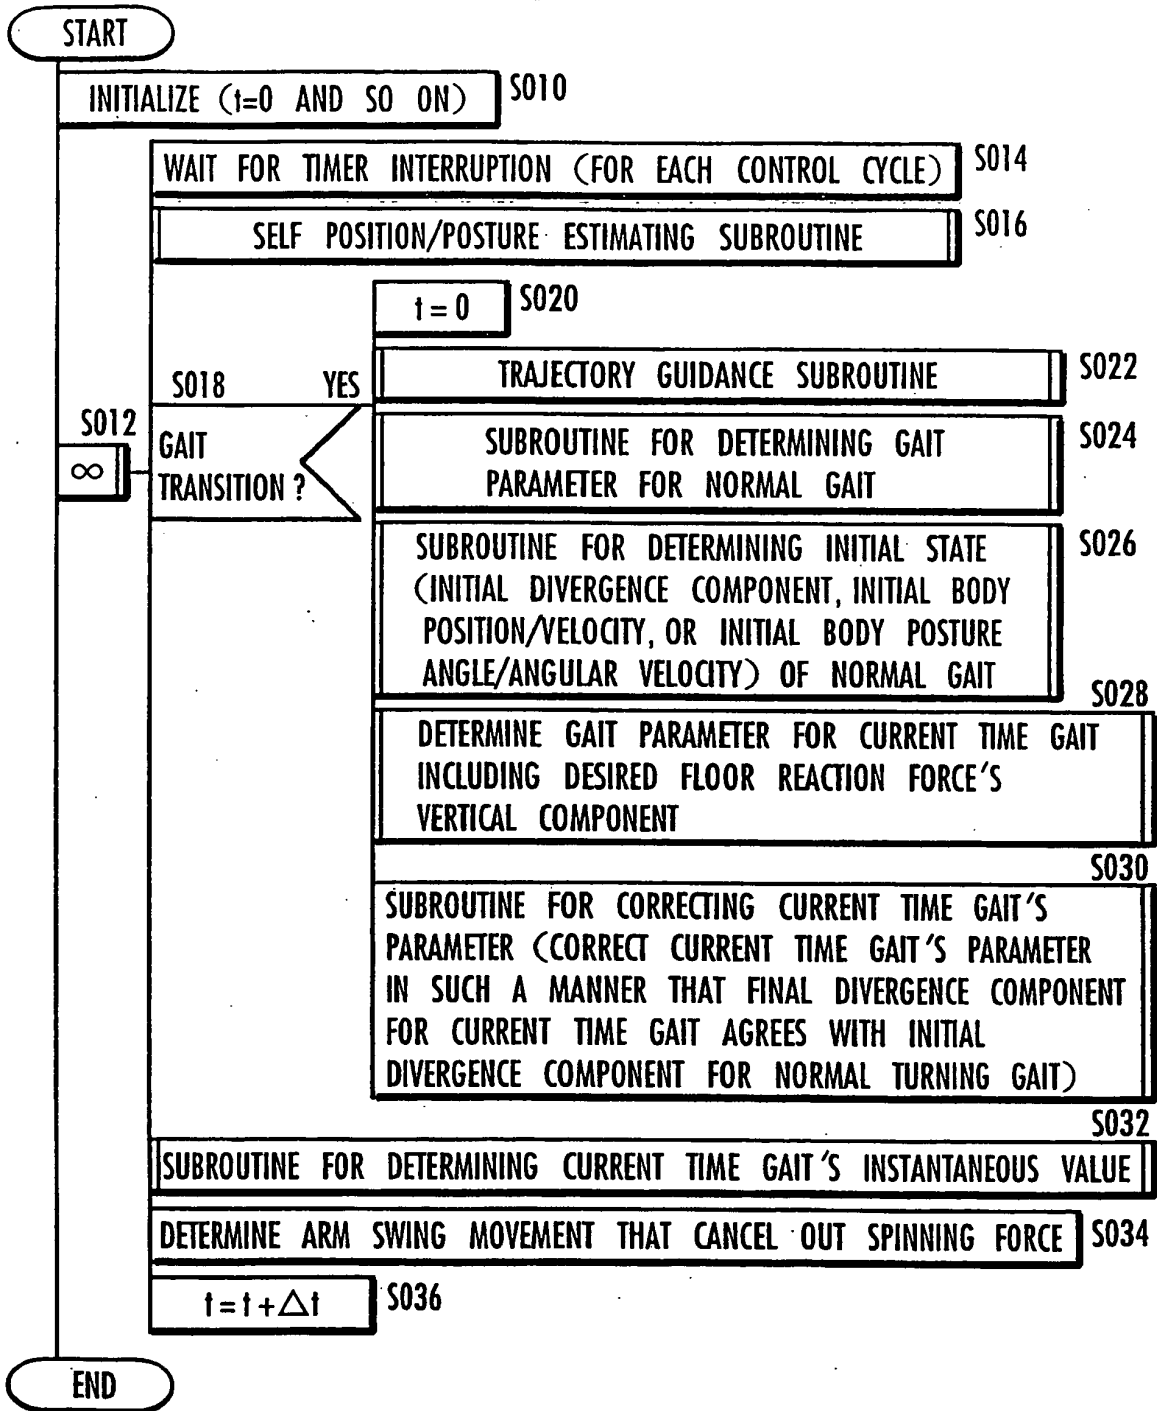 START
INITIALIZE (t=0 AND SO ON)
S010
WAIT FOR TIMER INTERRUPTION (FOR EACH CONTROL CYCLE)
S014
SELF POSITION/POSTURE ESTIMATING SUBROUTINE
S016
t = 0
S020
TRAJECTORY GUIDANCE SUBROUTINE
S022
S018
YES
S012
∞
GAIT
TRANSITION ?
SUBROUTINE FOR DETERMINING GAIT
PARAMETER FOR NORMAL GAIT
S024
SUBROUTINE FOR DETERMINING INITIAL STATE
(INITIAL DIVERGENCE COMPONENT, INITIAL BODY
POSITION/VELOCITY, OR INITIAL BODY POSTURE
ANGLE/ANGULAR VELOCITY) OF NORMAL GAIT
S026
S028
DETERMINE GAIT PARAMETER FOR CURRENT TIME GAIT
INCLUDING DESIRED FLOOR REACTION FORCE'S
VERTICAL COMPONENT
S030
SUBROUTINE FOR CORRECTING CURRENT TIME GAIT'S
PARAMETER (CORRECT CURRENT TIME GAIT'S PARAMETER
IN SUCH A MANNER THAT FINAL DIVERGENCE COMPONENT
FOR CURRENT TIME GAIT AGREES WITH INITIAL
DIVERGENCE COMPONENT FOR NORMAL TURNING GAIT)
S032
SUBROUTINE FOR DETERMINING CURRENT TIME GAIT'S INSTANTANEOUS VALUE
DETERMINE ARM SWING MOVEMENT THAT CANCEL OUT SPINNING FORCE
S034
t=t+△t
S036
END